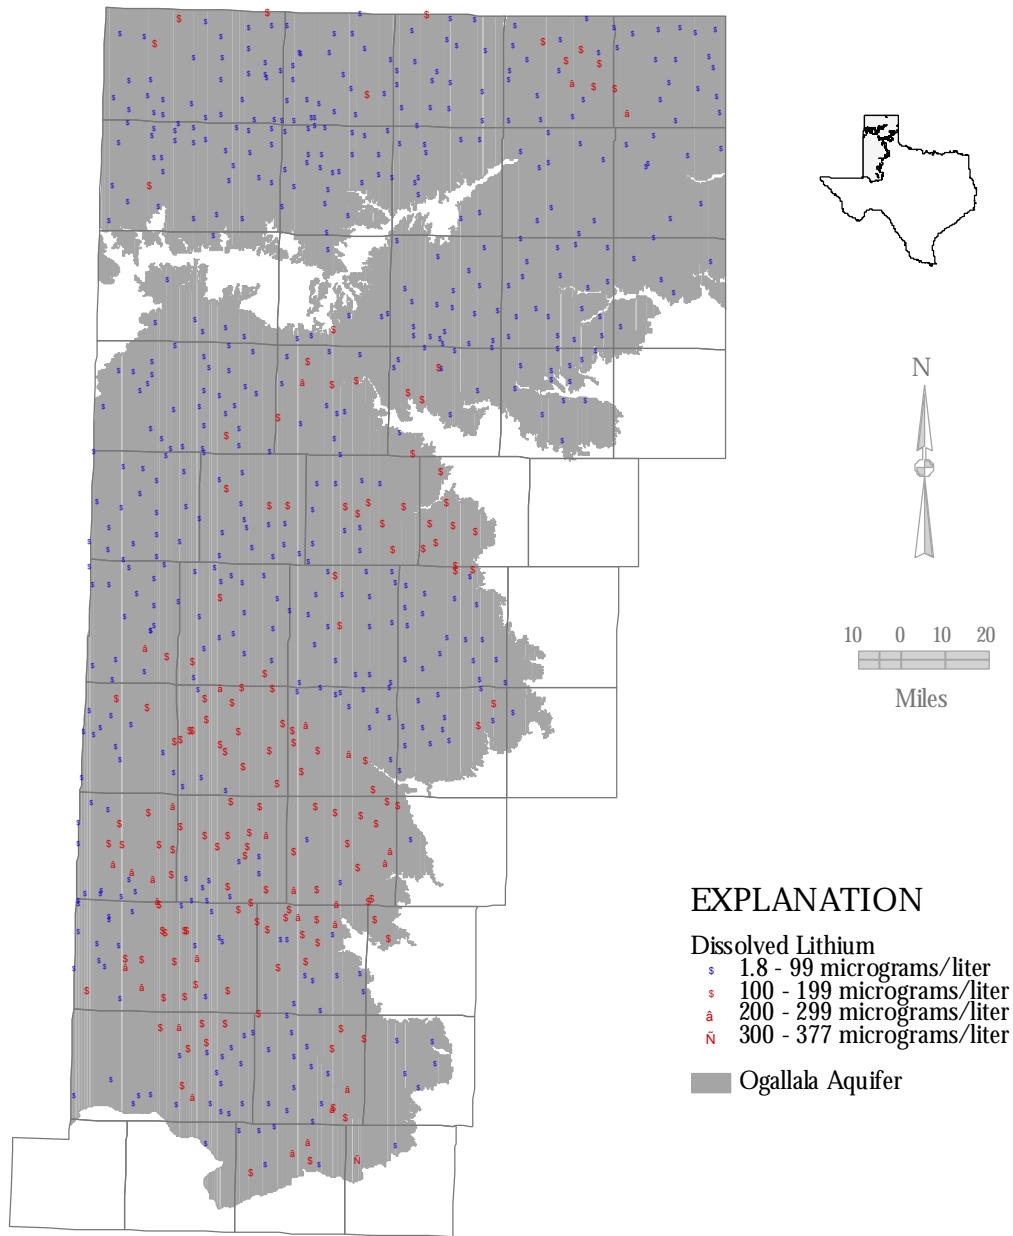 N
10 0 10 20
Miles
EXPLANATION
Dissolved Lithium
$ 1.8 - 99 micrograms/liter
$ 100 - 199 micrograms/liter
â 200 - 299 micrograms/liter
Ñ 300 - 377 micrograms/liter
Ogallala Aquifer